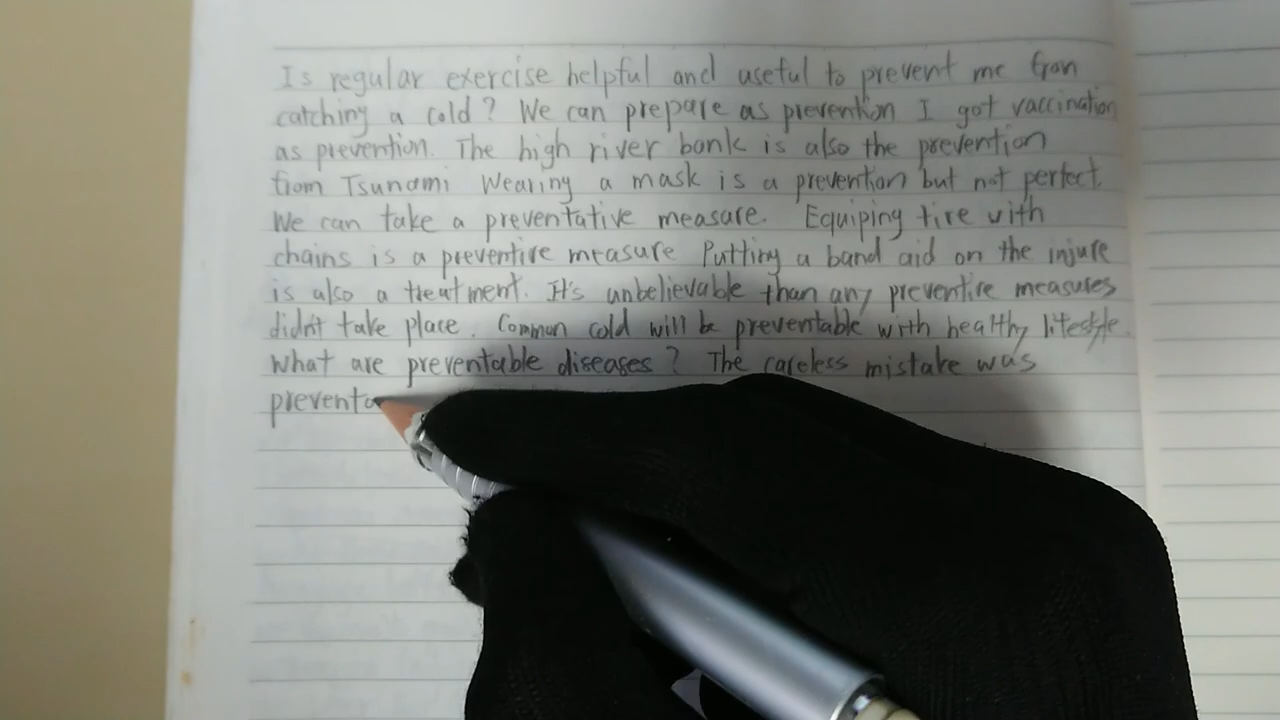 Is regular exercise helpful and useful to prevent me from
catching a cold? We can prepare as prevention I got vaccination
as prevention. The high river bank is also the prevention
from Tsunami Wearing a mask is a prevention but not perfect.
We can take a preventative measure. Equiping tire with
chains is a preventive measure Putting a band aid on the injure
is also a treatment. It's unbelievable than any preventive measures
didn't take place. Common cold will be preventable with healthy lifestyle.
What are preventable diseases? The careless mistake was
preventa